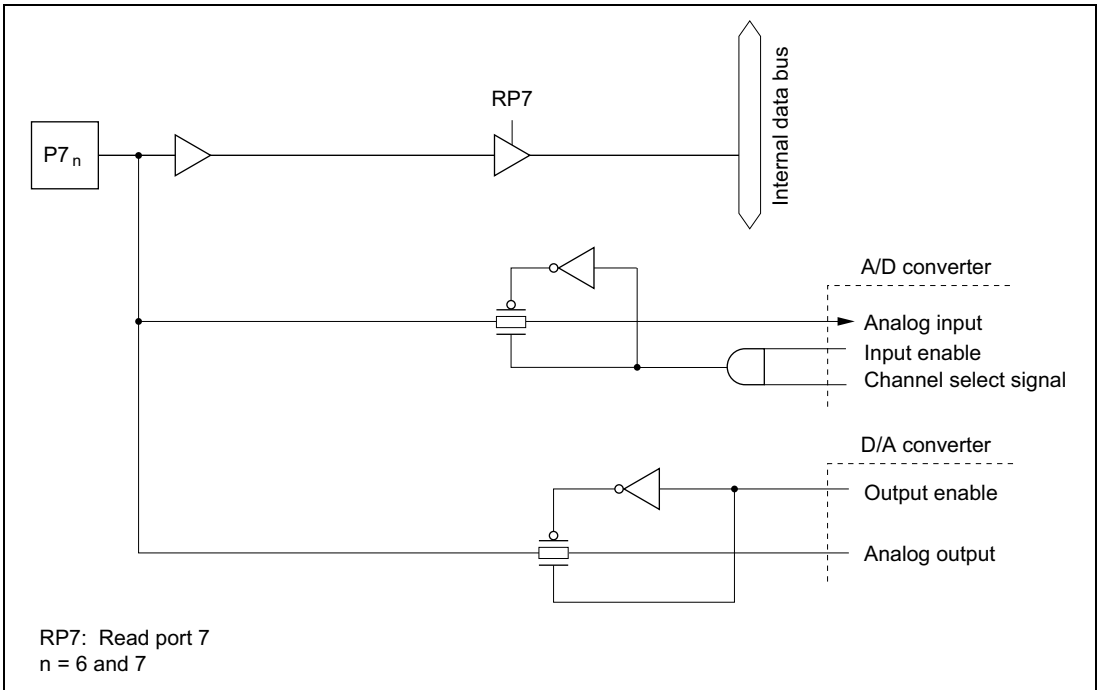 RP7
P7n
Internal data bus
A/D converter
Analog input
Input enable
Channel select signal
D/A converter
Output enable
Analog output
RP7: Read port 7
n = 6 and 7